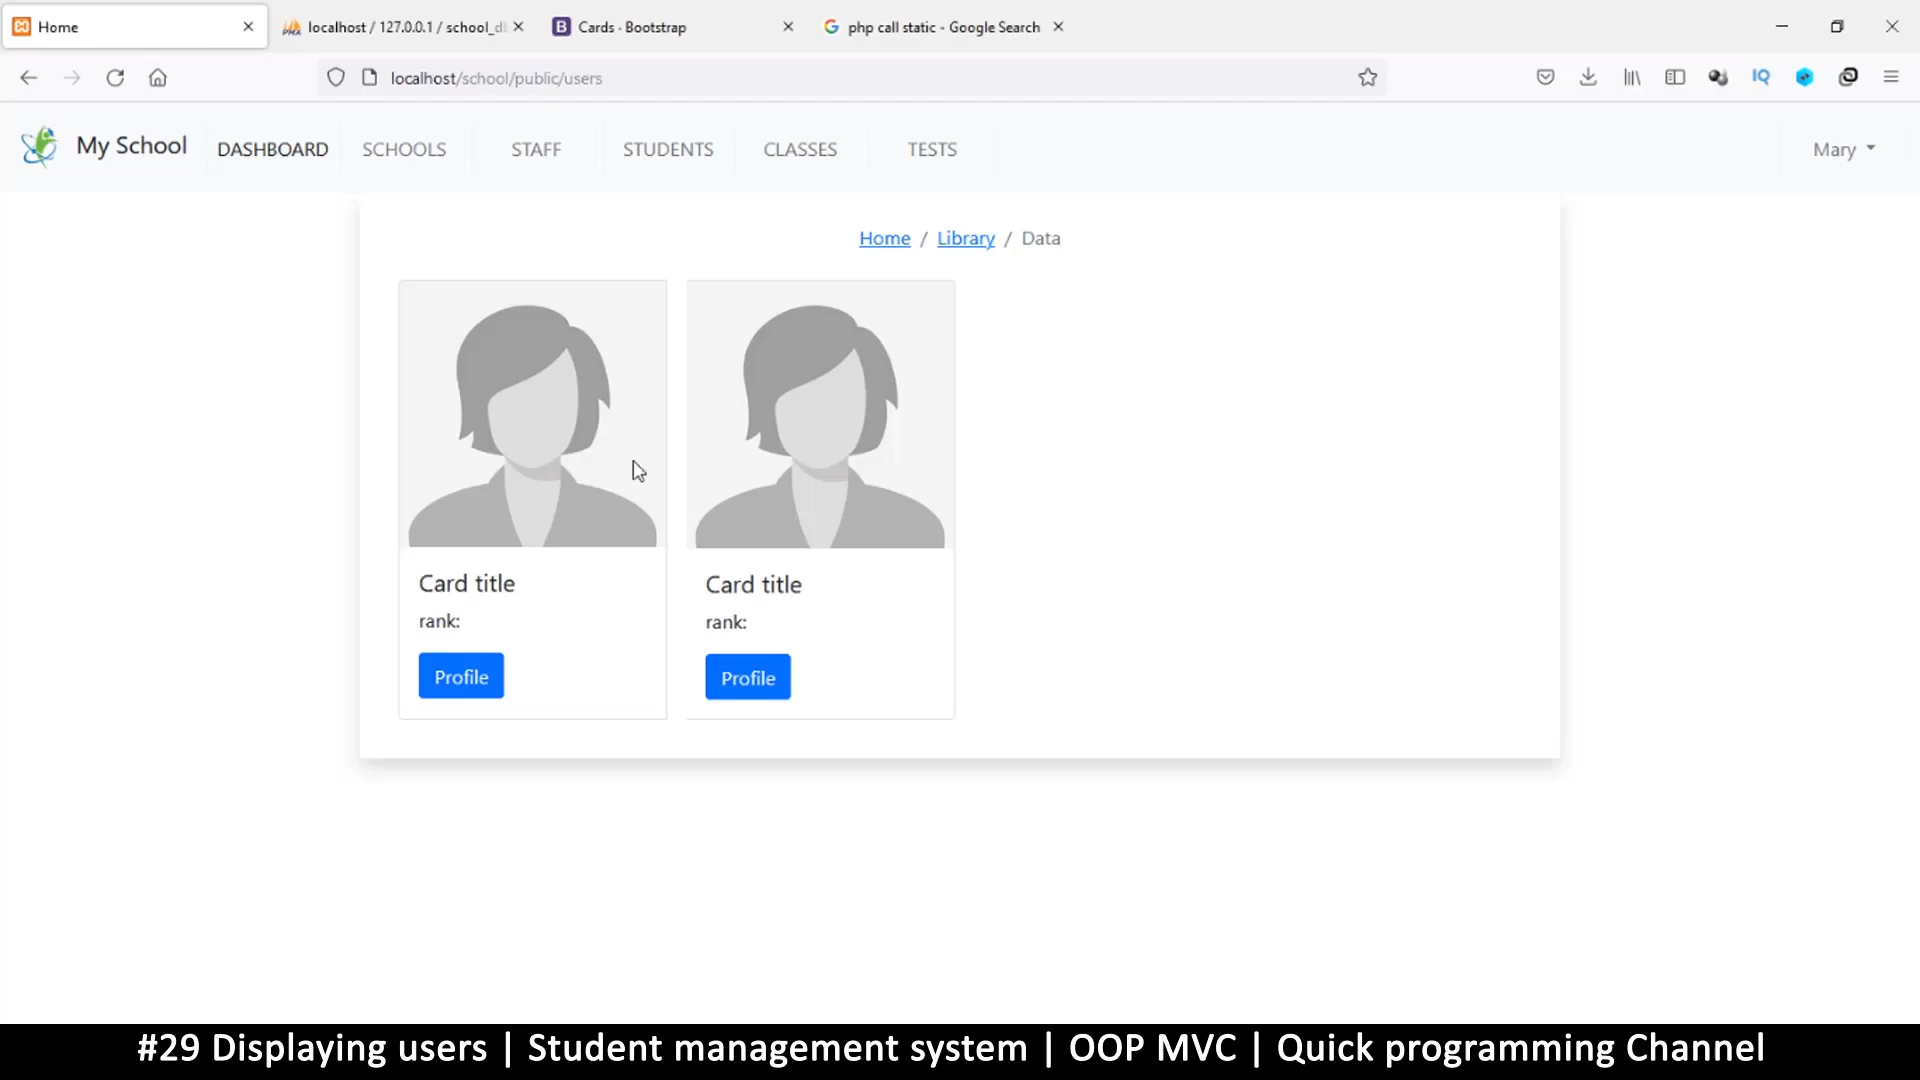 Home
localhost / 127.0.0.1 / school_db
Cards · Bootstrap
php call static - Google Search
localhost/school/public/users
IQ
My School
DASHBOARD
SCHOOLS
STAFF
STUDENTS
CLASSES
TESTS
Mary
Home / Library / Data
Card title
rank:
Profile
Card title
rank:
Profile
#29 Displaying users | Student management system | OOP MVC | Quick programming Channel